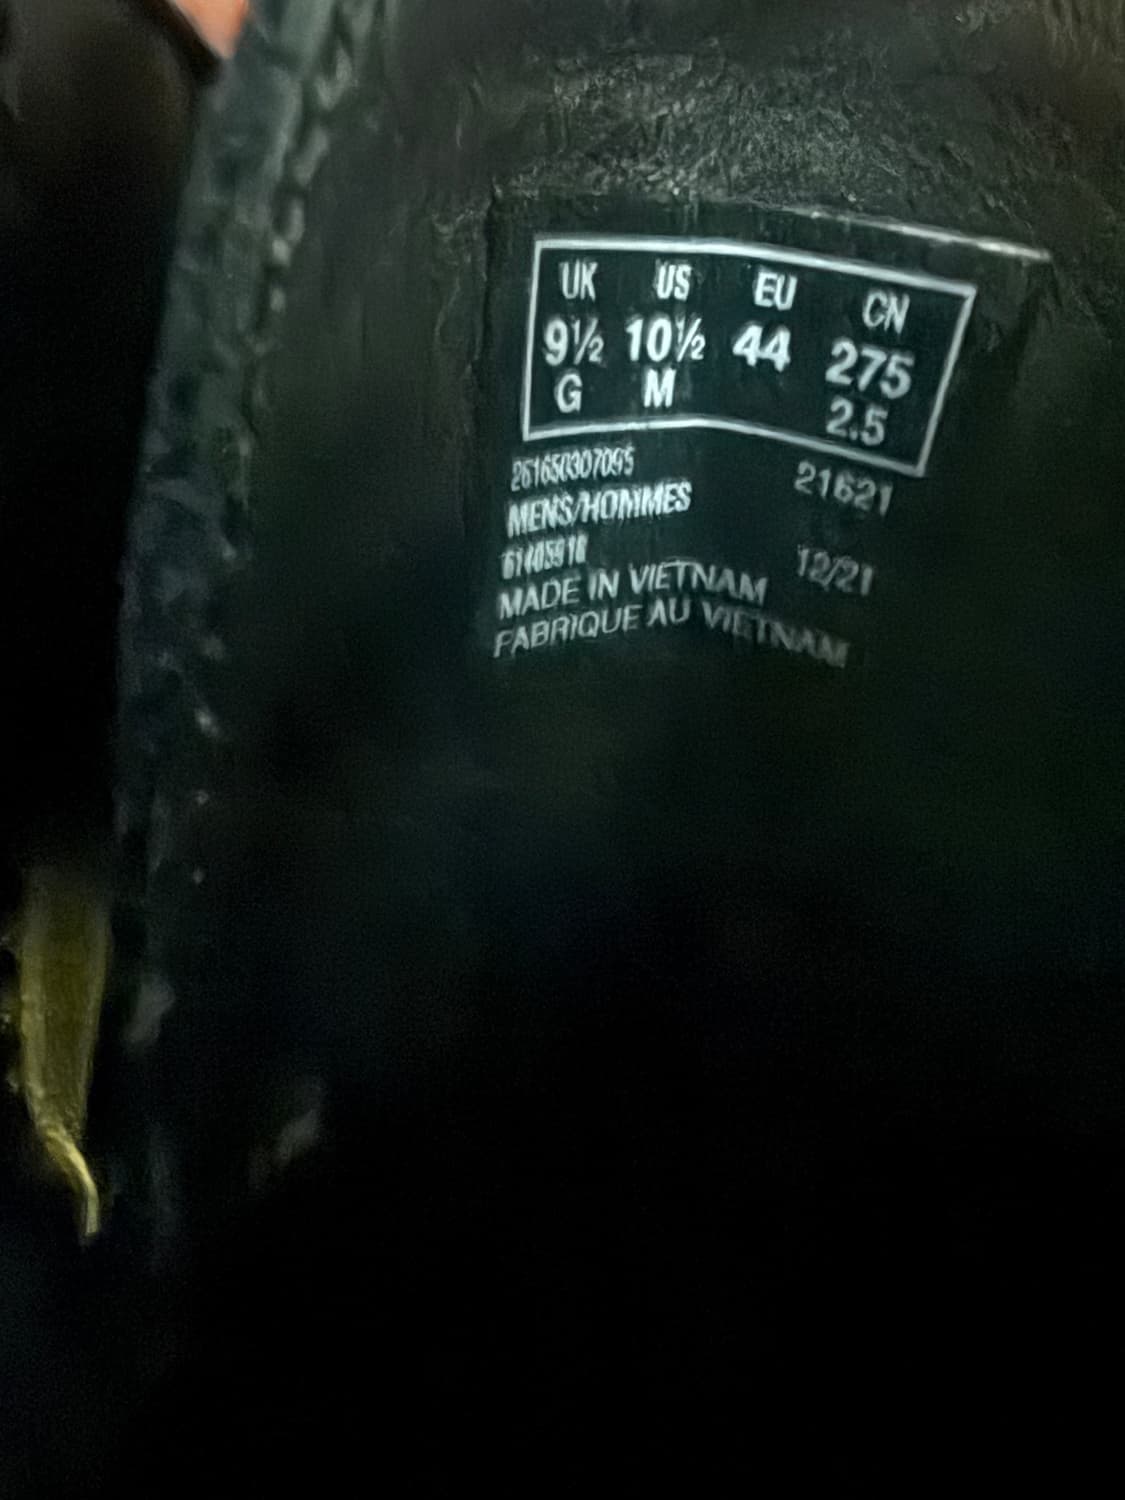 UK US EU CN
9½ 10½ 44 275
G M 2.5
261650307095 21621
MENS/HOMMES
12/21
MADE IN VIETNAM
FABRIQUE AU VIETNAM